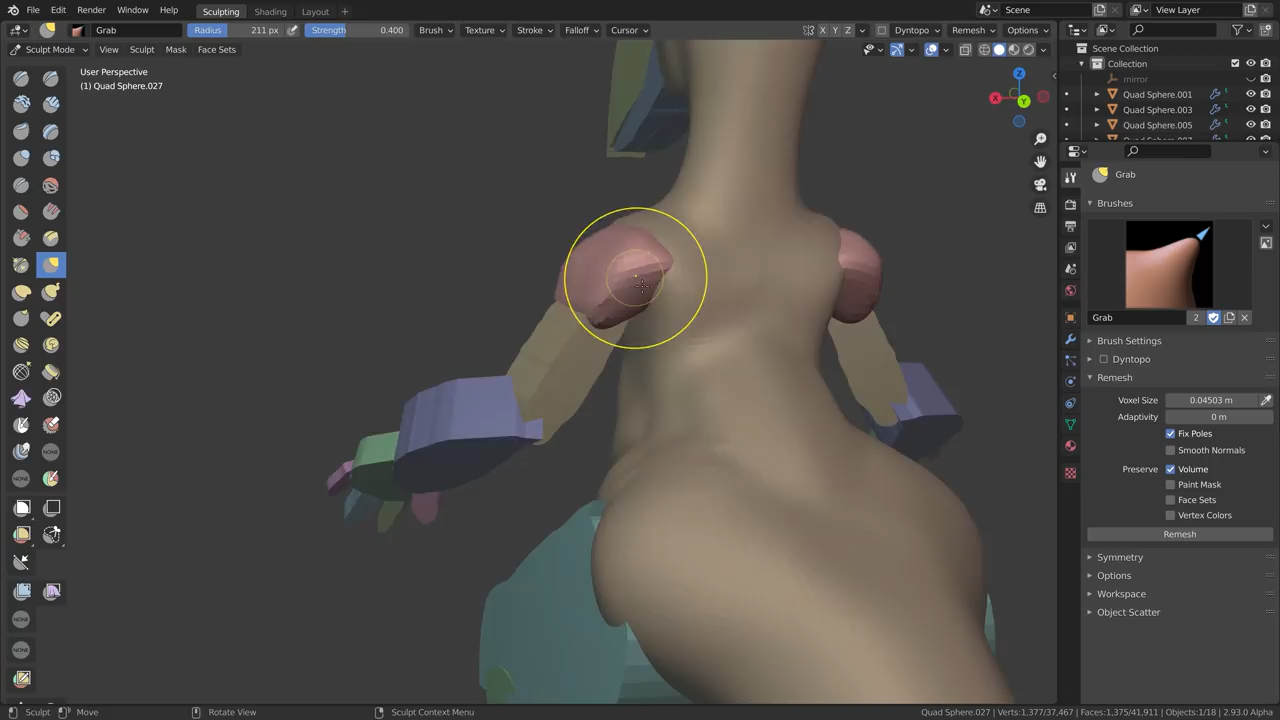 File Edit Render Window Help Sculpting Shading Layout + Scene View Layer
Grab Radius 211 px Strength 0.400 Brush Texture Stroke Falloff Cursor X Y Z Dyntopo Remesh Options
Sculpt Mode View Sculpt Mask Face Sets
Scene Collection
Collection
mirror
Quad Sphere.001
Quad Sphere.003
Quad Sphere.005
User Perspective
(1) Quad Sphere.027
Z
X
Y
Grab
Brushes
Grab 2
Brush Settings
Dyntopo
Remesh
Voxel Size 0.04503 m
Adaptivity 0 m
Fix Poles
Smooth Normals
Preserve Volume
Paint Mask
Face Sets
Vertex Colors
Remesh
Symmetry
Options
Workspace
Object Scatter
NONE
NONE
NONE
NONE
Sculpt Move Rotate View Sculpt Context Menu Quad Sphere.027 | Verts:1,377/37,467 | Faces:1,375/41,911 | Objects:1/18 | 2.93.0 Alpha